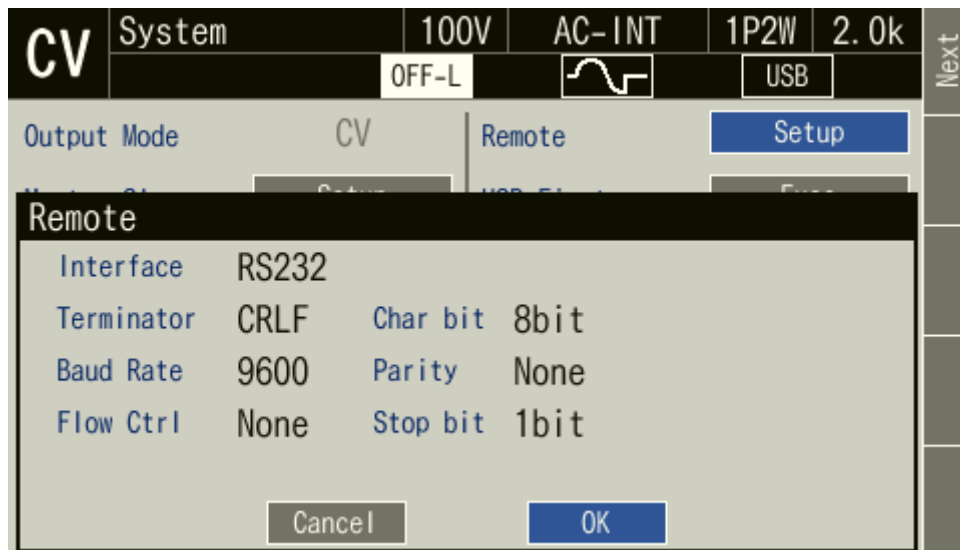 CV System 100V AC-INT 1P2W 2.0k
OFF-L USB
Next
Output Mode CV Remote Setup
Remote
Interface RS232
Terminator CRLF Char bit 8bit
Baud Rate 9600 Parity None
Flow Ctrl None Stop bit 1bit
Cancel OK